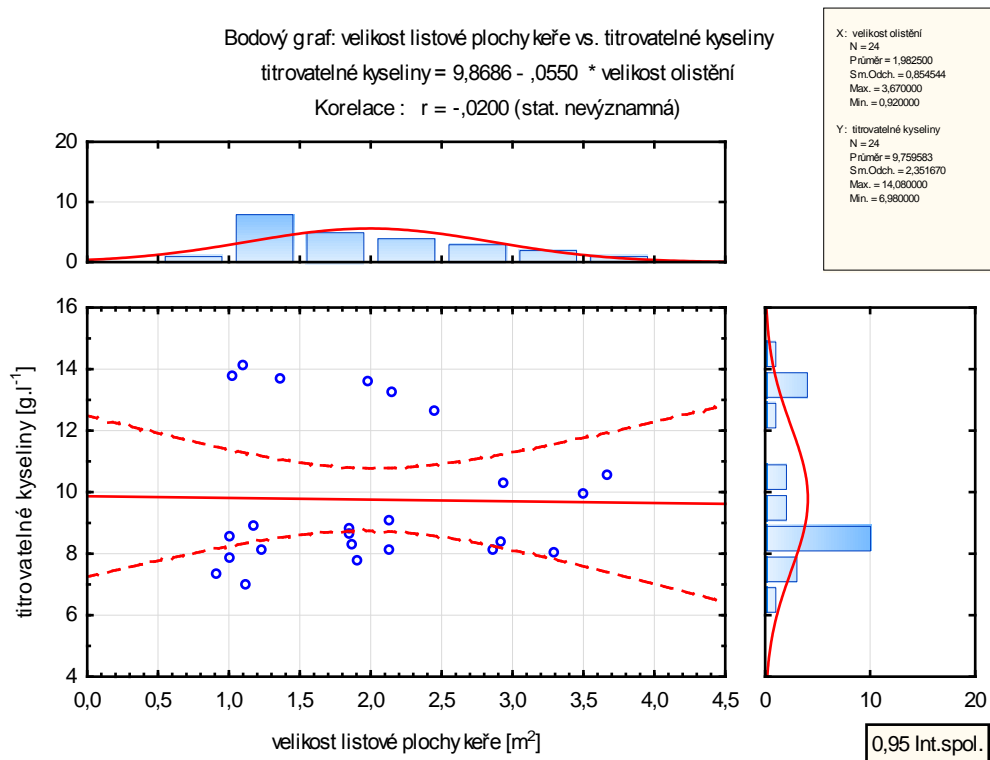 Bodový graf: velikost listové plochy keře vs. titrovatelné kyseliny
titrovatelné kyseliny = 9,8686 - ,0550 * velikost olistění
Korelace : r = -,0200 (stat. nevýznamná)
X: velikost olistění
N = 24
Průměr = 1,982500
Sm.Odch. = 0,854544
Max. = 3,670000
Min. = 0,920000
Y: titrovatelné kyseliny
N = 24
Průměr = 9,759583
Sm.Odch. = 2,351670
Max. = 14,080000
Min. = 6,980000
20
10
0
16
14
12
10
8
6
4
titrovatelné kyseliny [g.l⁻¹]
0,0 0,5 1,0 1,5 2,0 2,5 3,0 3,5 4,0 4,5
velikost listové plochy keře [m²]
0 10 20
0,95 Int.spol.